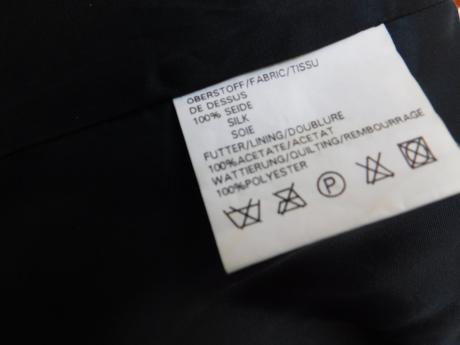 OBERSTOFF/FABRIC/TISSU
DE DESSUS
100% SEIDE
SILK
SOIE
FUTTER/LINING/DOUBLURE
100%ACETATE/ACETAT
WATTIERUNG/QUILTING/REMBOURRAGE
100%POLYESTER
P